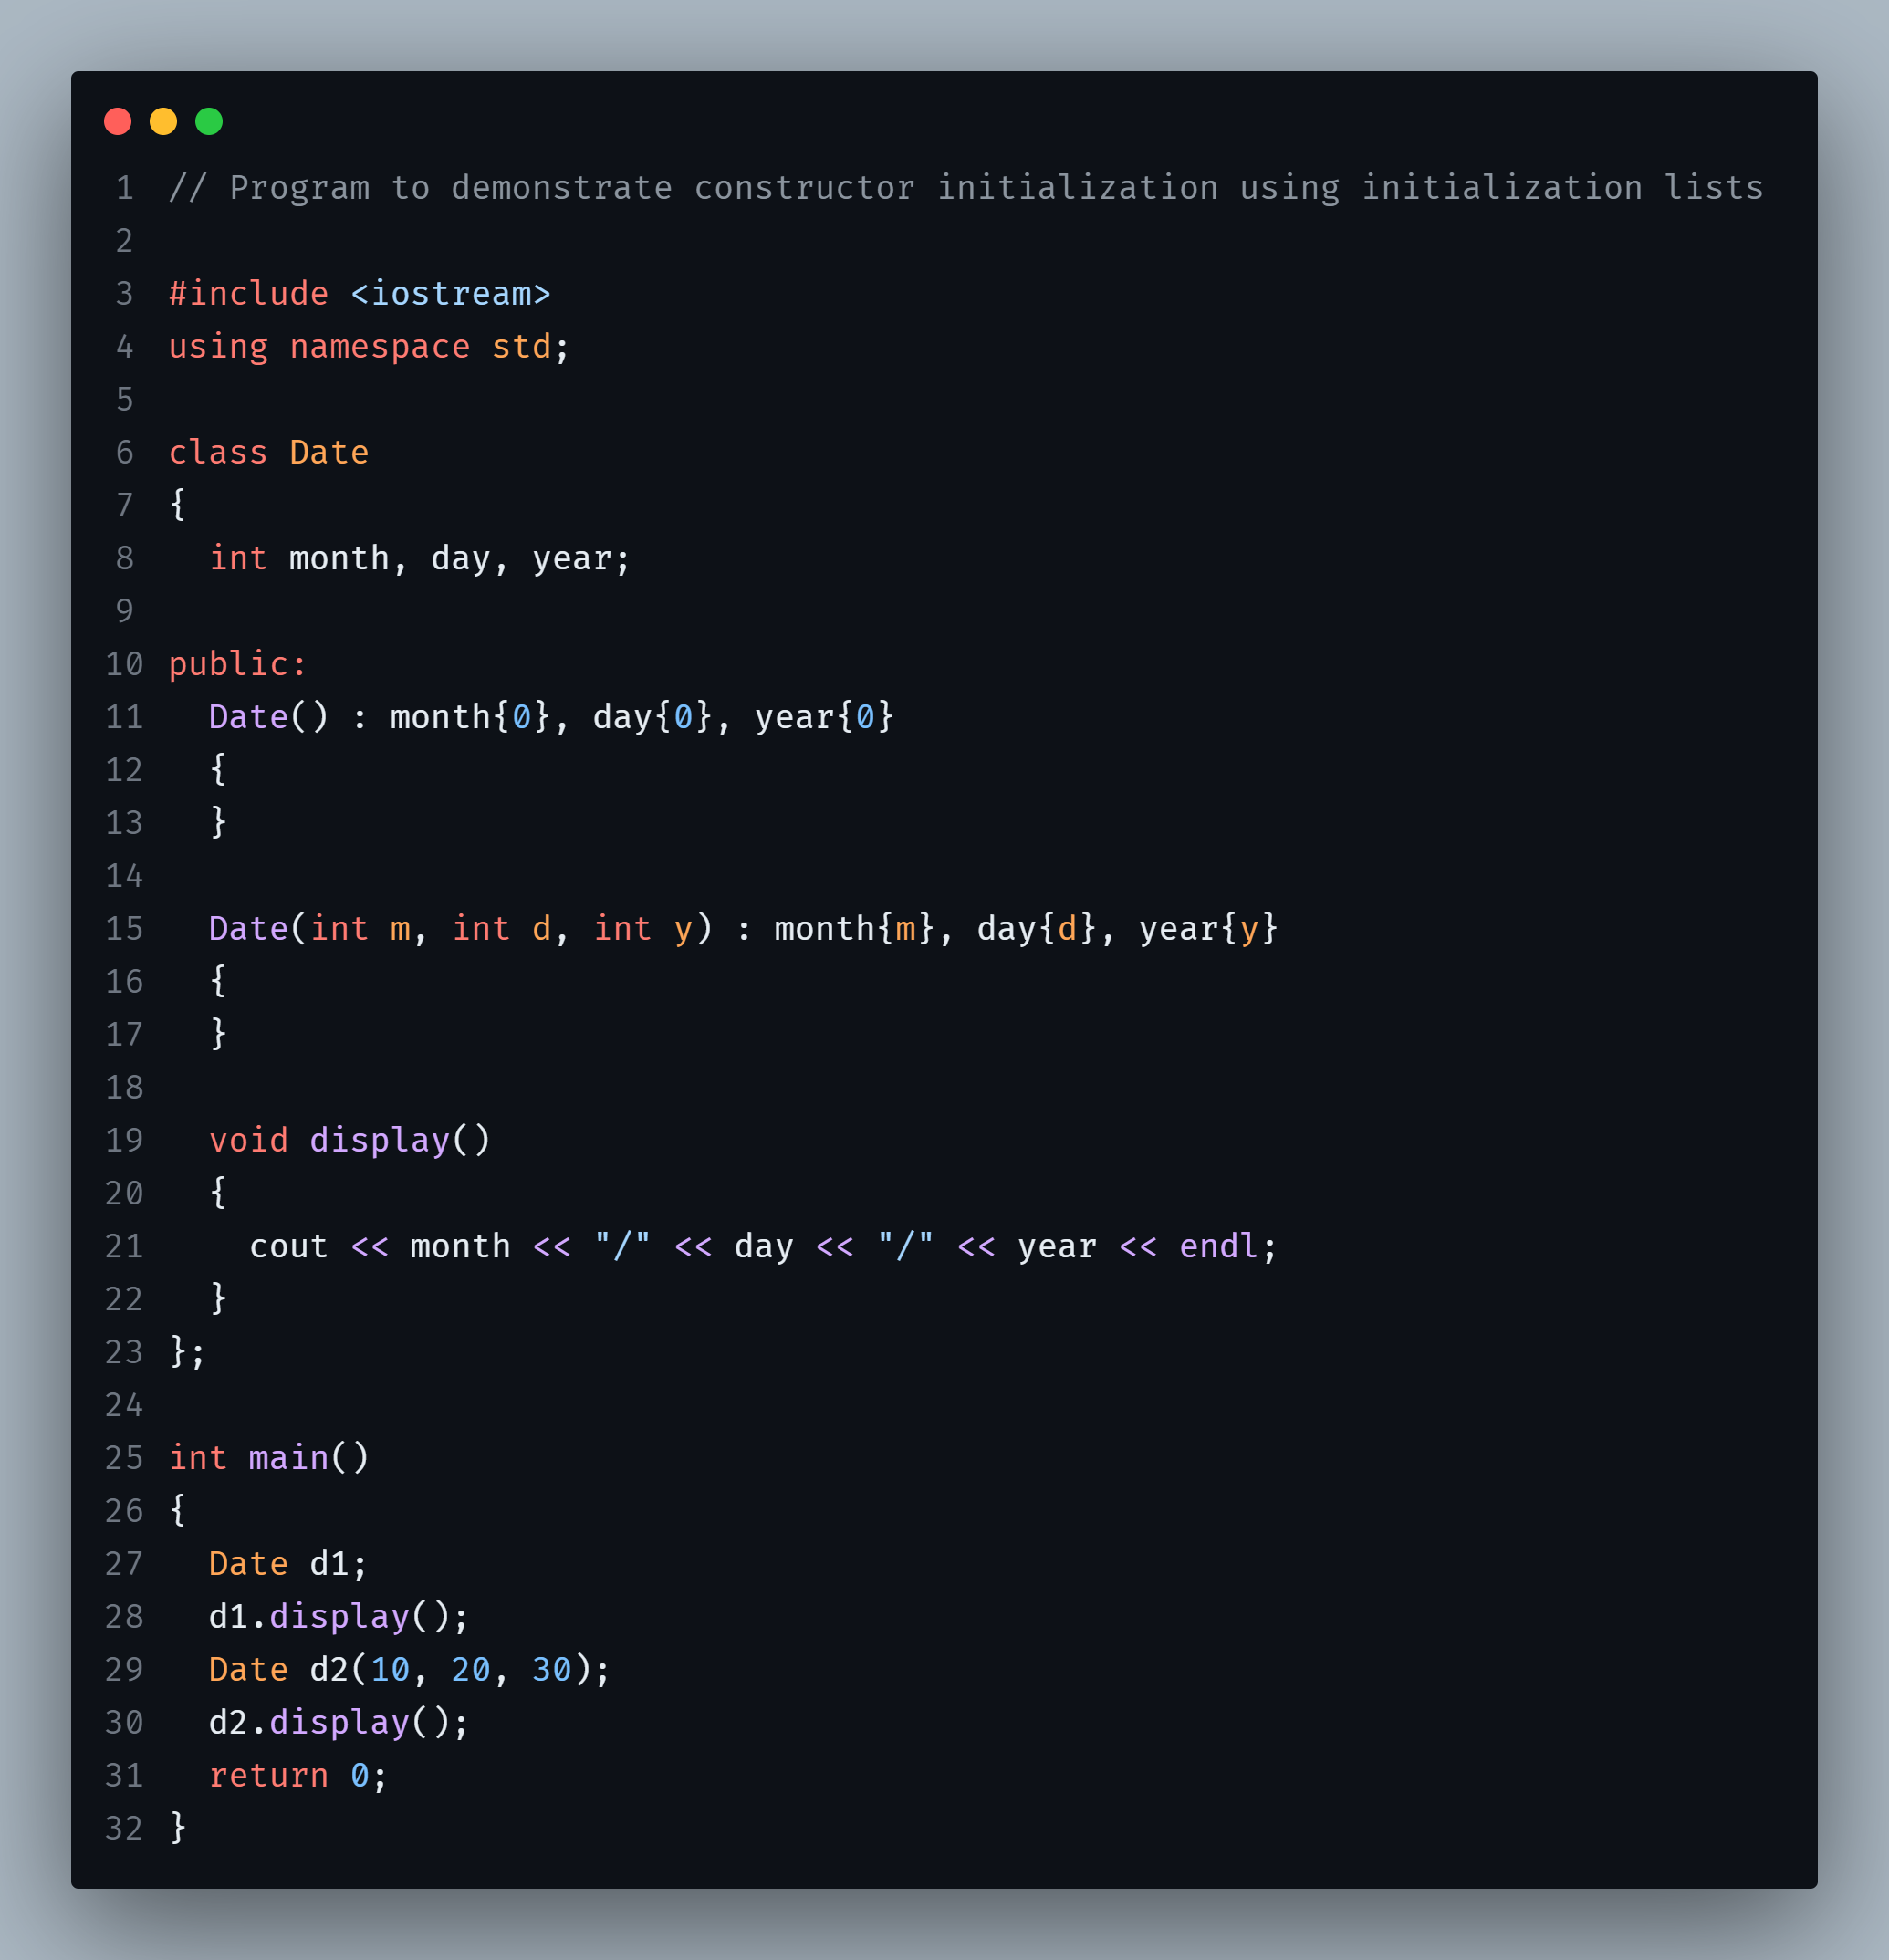 1 // Program to demonstrate constructor initialization using initialization lists
2
3 #include <iostream>
4 using namespace std;
5
6 class Date
7 {
8   int month, day, year;
9
10 public:
11   Date() : month{0}, day{0}, year{0}
12   {
13   }
14
15   Date(int m, int d, int y) : month{m}, day{d}, year{y}
16   {
17   }
18
19   void display()
20   {
21     cout << month << "/" << day << "/" << year << endl;
22   }
23 };
24
25 int main()
26 {
27   Date d1;
28   d1.display();
29   Date d2(10, 20, 30);
30   d2.display();
31   return 0;
32 }